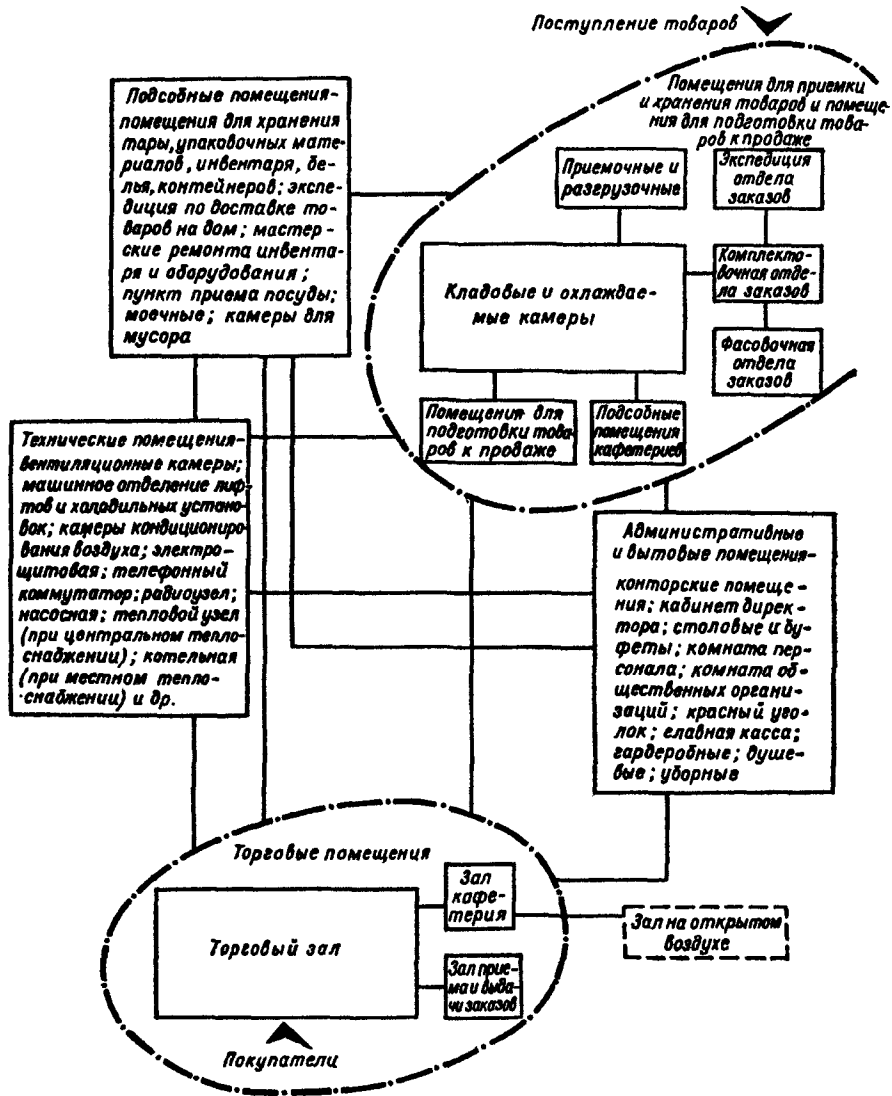 Поступление товаров
Подсобные помещения-
помещения для хранения
тары, упаковочных мате-
риалов, инвентаря, бе-
лья, контейнеров; экспе-
диция по доставке то-
варов на дом; мастер-
ские ремонта инвента-
ря и оборудования;
пункт приема посуды;
моечные; камеры для
мусора
Помещения для приемки
и хранения товаров и помеще-
ния для подготовки това-
ров к продаже
Приемочные и
разгрузочные
Экспедиция
отдела
заказов
Кладовые и охлаждае-
мые камеры
Комплекто-
вочная отде-
ла заказов
Фасовочная
отдела
заказов
Помещения для
подготовки това-
ров к продаже
Подсобные
помещения
кафетериев
Технические помещения-
вентиляционные камеры;
машинное отделение лиф-
тов и холодильных устано-
вок; камеры кондициониро-
вания воздуха; электро-
щитовая; телефонный
коммутатор; радиоузел;
насосная; тепловой узел
(при центральном тепло-
снабжении); котельная
(при местном тепло-
снабжении) и др.
Административные
и бытовые помещения-
конторские помеще-
ния; кабинет дирек-
тора; столовые и бу-
феты; комната пер-
сонала; комната об-
щественных органи-
заций; красный уго-
лок; главная касса;
гардеробные; душе-
вые; уборные
Торговые помещения
Зал
кафе-
терия
Торговый зал
Зал на открытом
воздухе
Зал прие-
ма и выда-
чи заказов
Покупатели